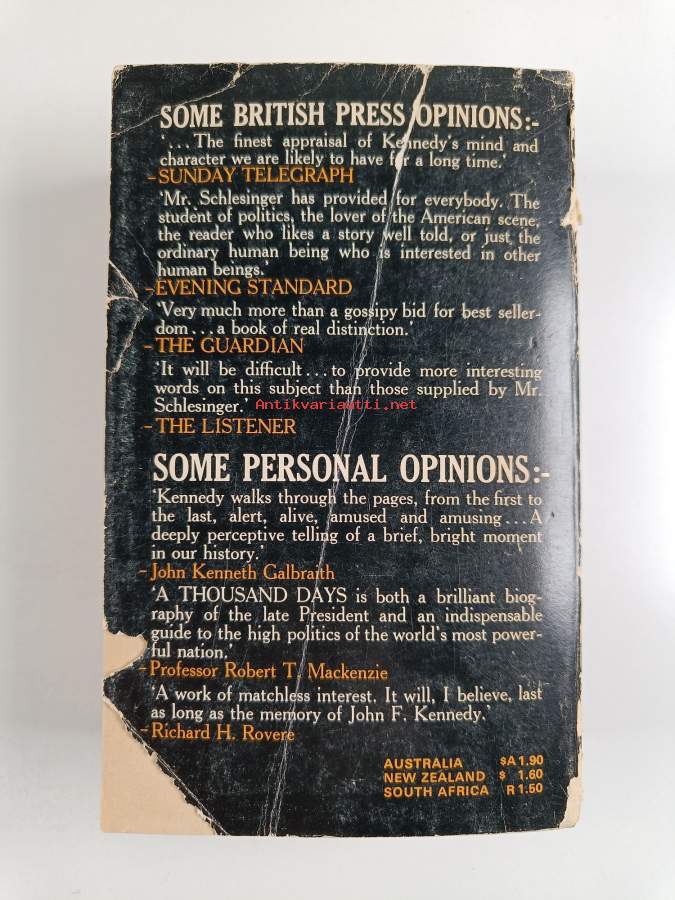 SOME BRITISH PRESS OPINIONS:-
'...The finest appraisal of Kennedy's mind and
character we are likely to have for a long time.'
-SUNDAY TELEGRAPH
'Mr. Schlesinger has provided for everybody. The
student of politics, the lover of the American scene,
the reader who likes a story well told, or just the
ordinary human being who is interested in other
human beings.'
-EVENING STANDARD
'Very much more than a gossipy bid for best seller-
dom...a book of real distinction.'
-THE GUARDIAN
'It will be difficult...to provide more interesting
words on this subject than those supplied by Mr.
Schlesinger.'
Antikvariaatti.net
-THE LISTENER
SOME PERSONAL OPINIONS:-
'Kennedy walks through the pages, from the first to
the last, alert, alive, amused and amusing...A
deeply perceptive telling of a brief, bright moment
in our history.'
-John Kenneth Galbraith
'A THOUSAND DAYS is both a brilliant biog-
raphy of the late President and an indispensable
guide to the high politics of the world's most power-
ful nation.'
-Professor Robert T. Mackenzie
'A work of matchless interest. It will, I believe, last
as long as the memory of John F. Kennedy.'
-Richard H. Rovere
AUSTRALIA $A 1.90
NEW ZEALAND $ 1.60
SOUTH AFRICA R 1.50